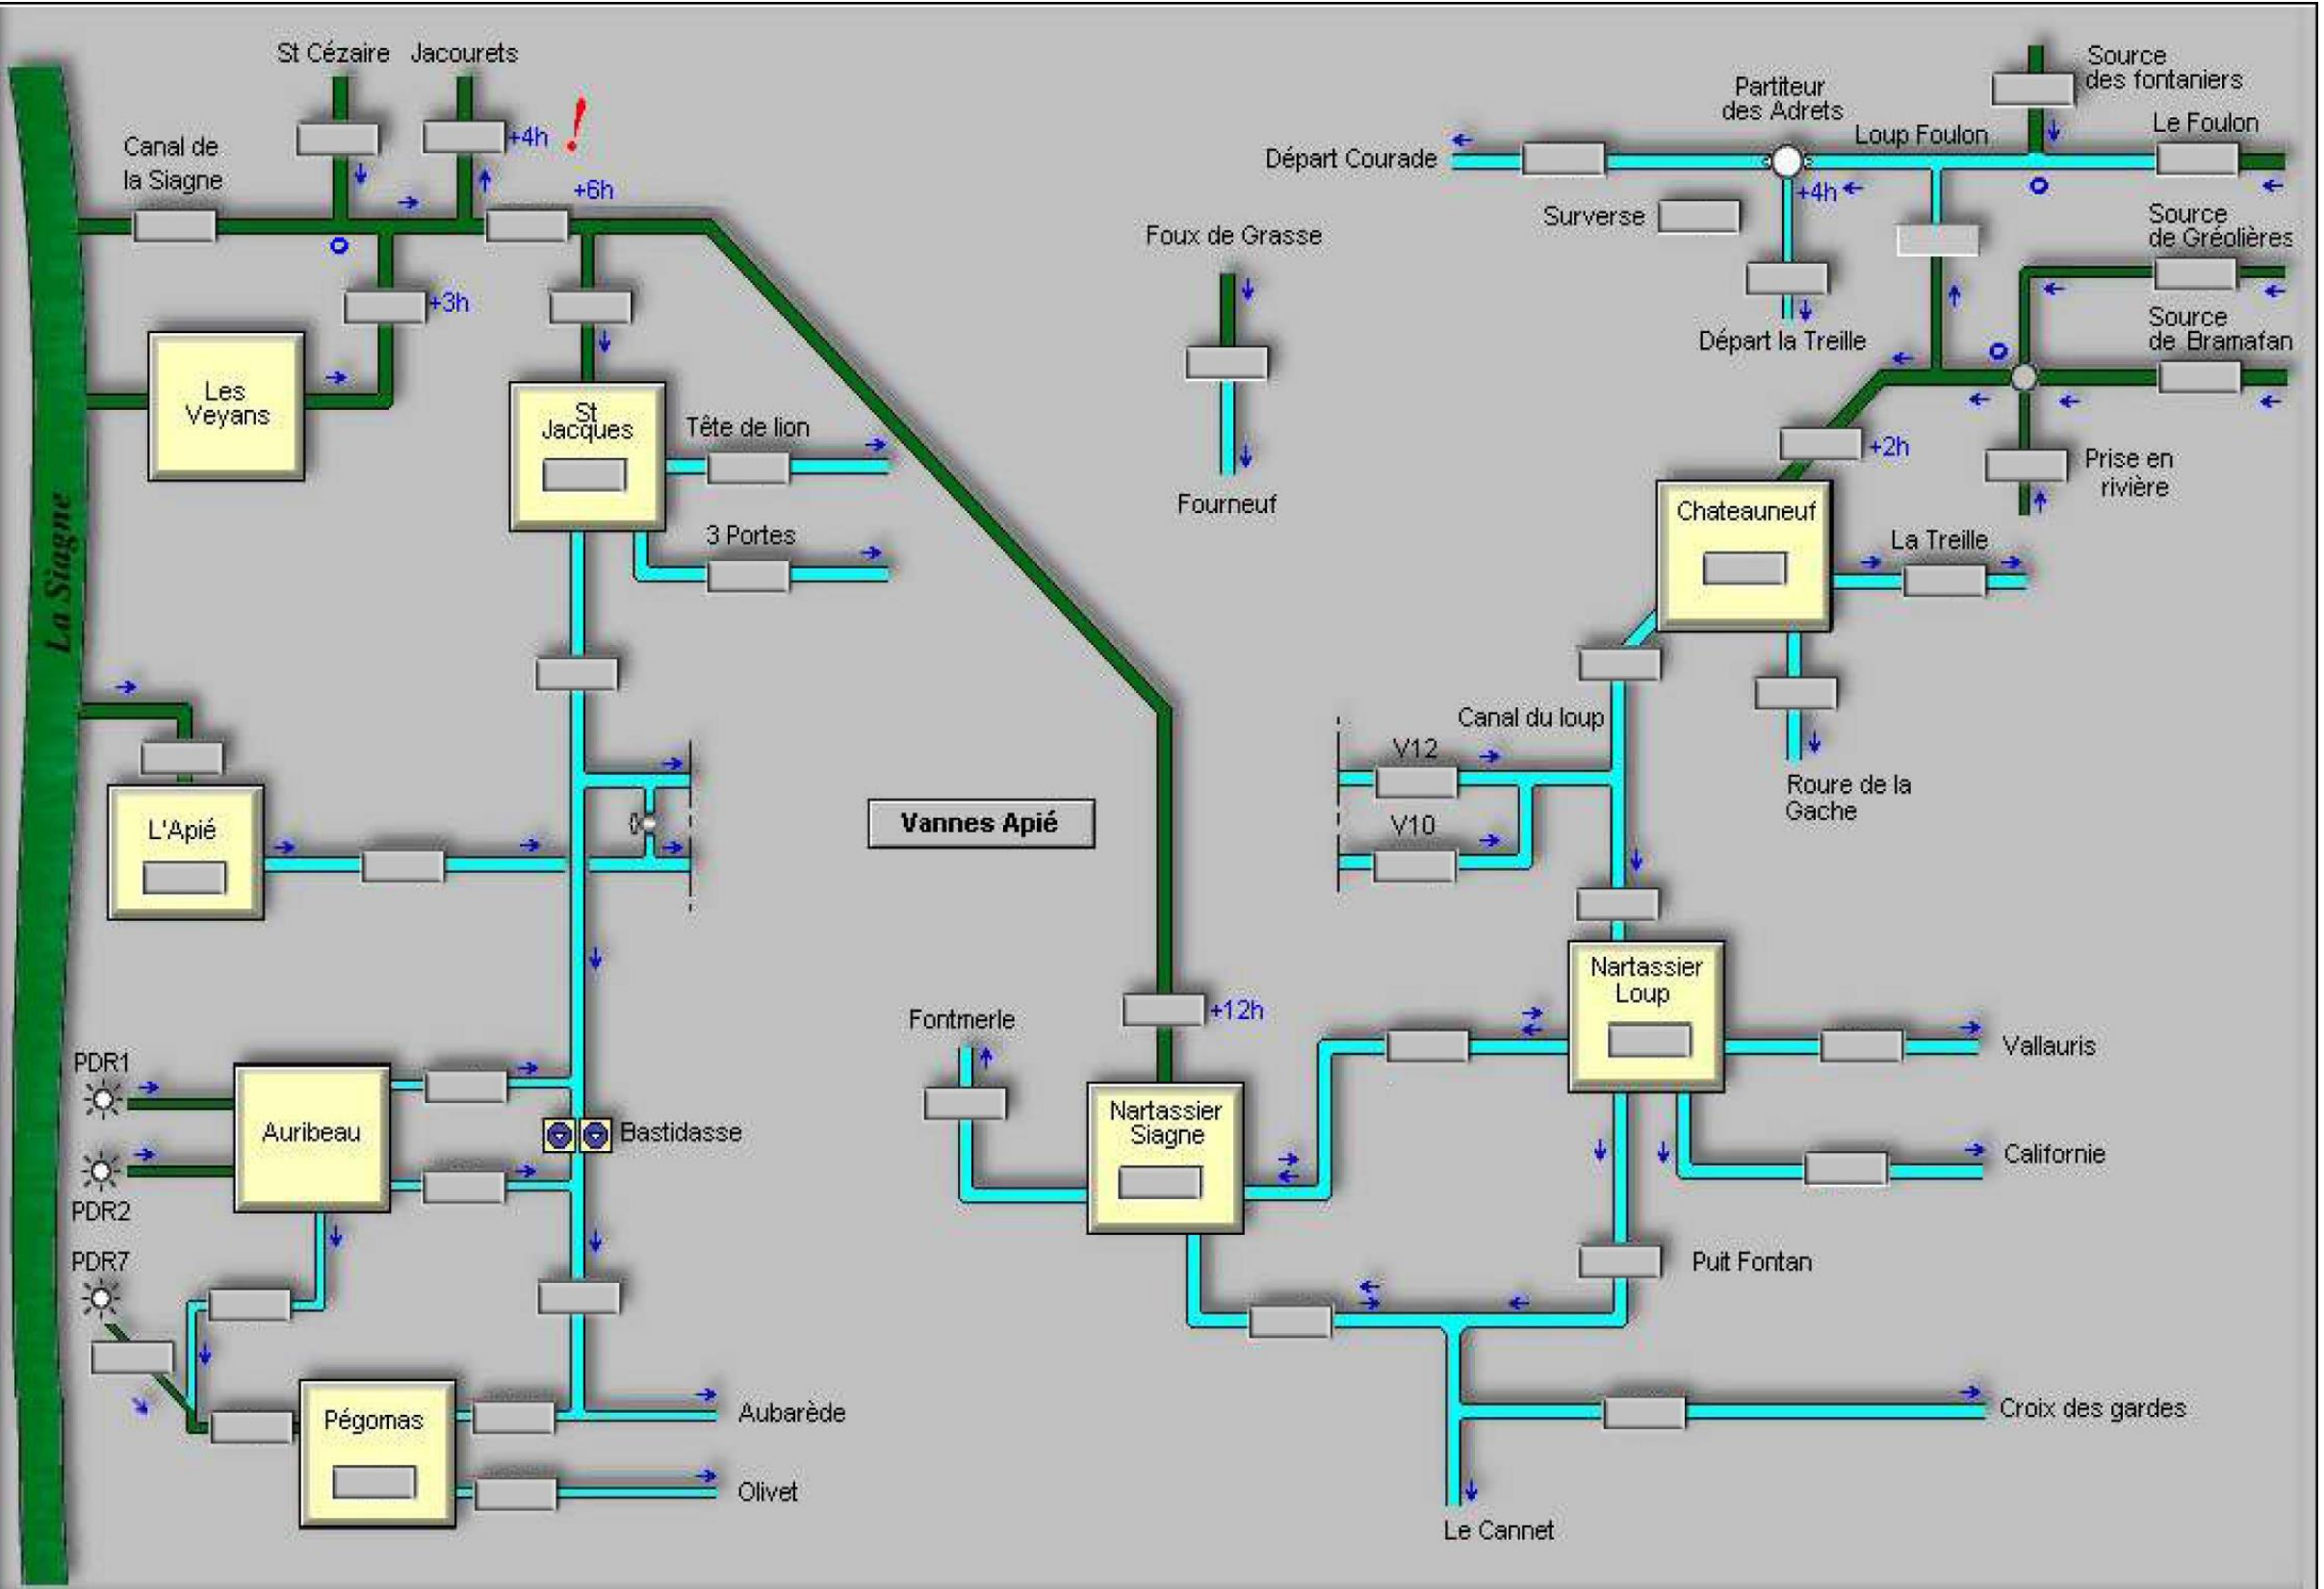 St Cézaire
Jacourets
+4h
!
+6h
Canal de
la Siagne
+3h
Les
Veyans
La Siagne
St
Jacques
Tête de lion
3 Portes
L'Apié
PDR1
PDR2
PDR7
Auribeau
Bastidasse
Pégomas
Aubarède
Olivet
Vannes Apié
Foux de Grasse
Fourneuf
Départ Courade
Partiteur
des Adrets
+4h
Surverse
Départ la Treille
Loup Foulon
Source
des fontaniers
Le Foulon
Source
de Gréolières
Source
de Bramafan
+2h
Prise en
rivière
Chateauneuf
La Treille
Roure de la
Gache
Canal du loup
V12
V10
Nartassier
Loup
Fontmerle
+12h
Nartassier
Siagne
Vallauris
Californie
Puit Fontan
Croix des gardes
Le Cannet